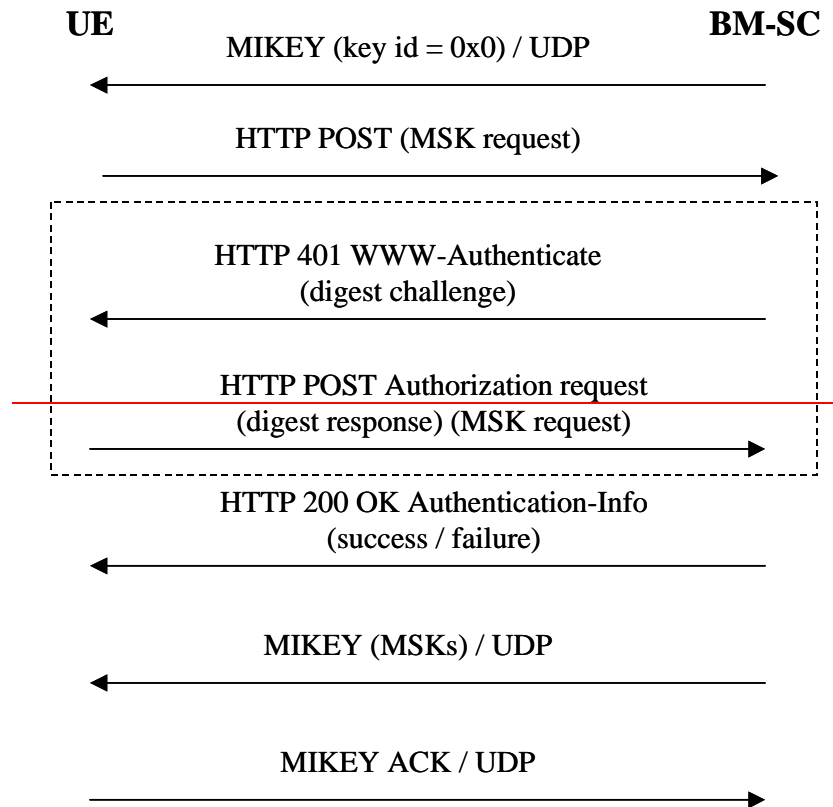 UE
BM-SC
MIKEY (key id = 0x0) / UDP
HTTP POST (MSK request)
HTTP 401 WWW-Authenticate
(digest challenge)
HTTP POST Authorization request
(digest response) (MSK request)
HTTP 200 OK Authentication-Info
(success / failure)
MIKEY (MSKs) / UDP
MIKEY ACK / UDP